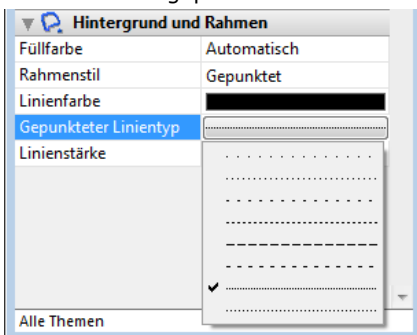 Hintergrund und Rahmen
Füllfarbe Automatisch
Rahmenstil Gepunktet
Linienfarbe
Gepunkteter Linientyp
Linienstärke
Alle Themen